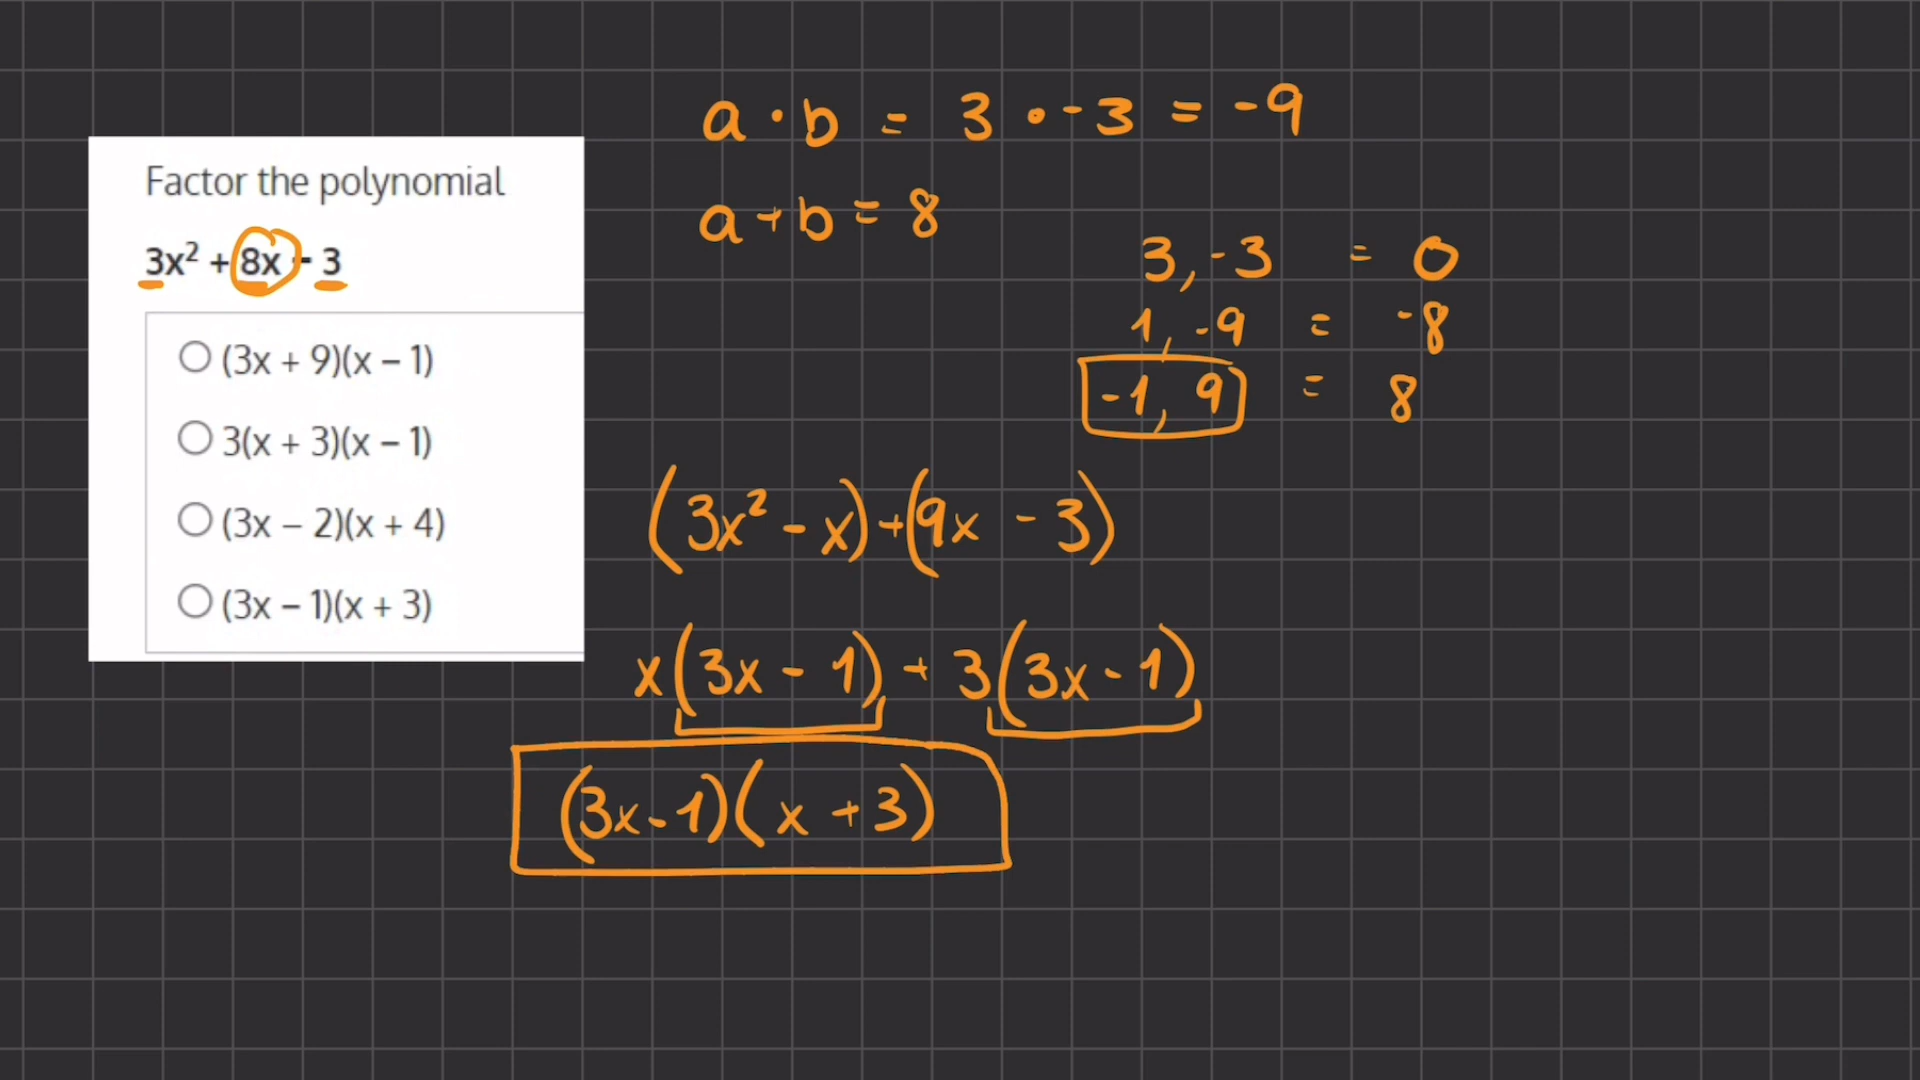 Factor the polynomial
3x² + 8x - 3
(3x + 9)(x – 1)
3(x + 3)(x – 1)
(3x – 2)(x + 4)
(3x – 1)(x + 3)
a · b = 3 · -3 = -9
a + b = 8
3, -3 = 0
1, -9 = -8
-1, 9 = 8
(3x² - x) + (9x - 3)
x(3x - 1) + 3(3x - 1)
(3x - 1)(x + 3)